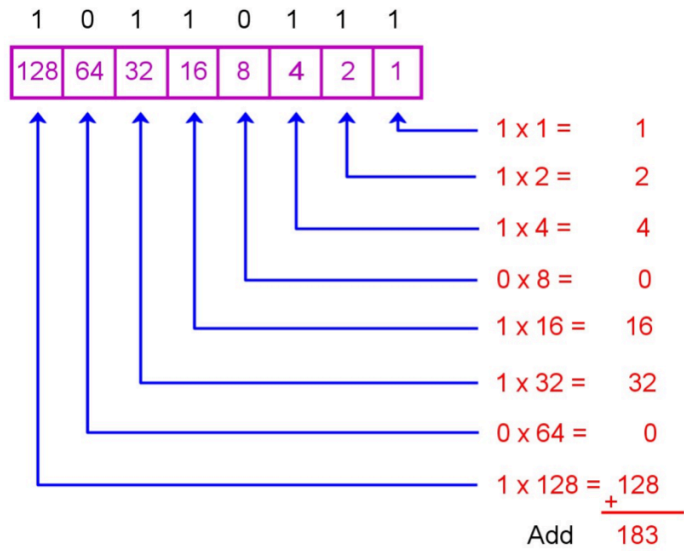 1 0 1 1 0 1 1 1
128 64 32 16 8 4 2 1
1 x 1 = 1
1 x 2 = 2
1 x 4 = 4
0 x 8 = 0
1 x 16 = 16
1 x 32 = 32
0 x 64 = 0
1 x 128 = +128
Add 183